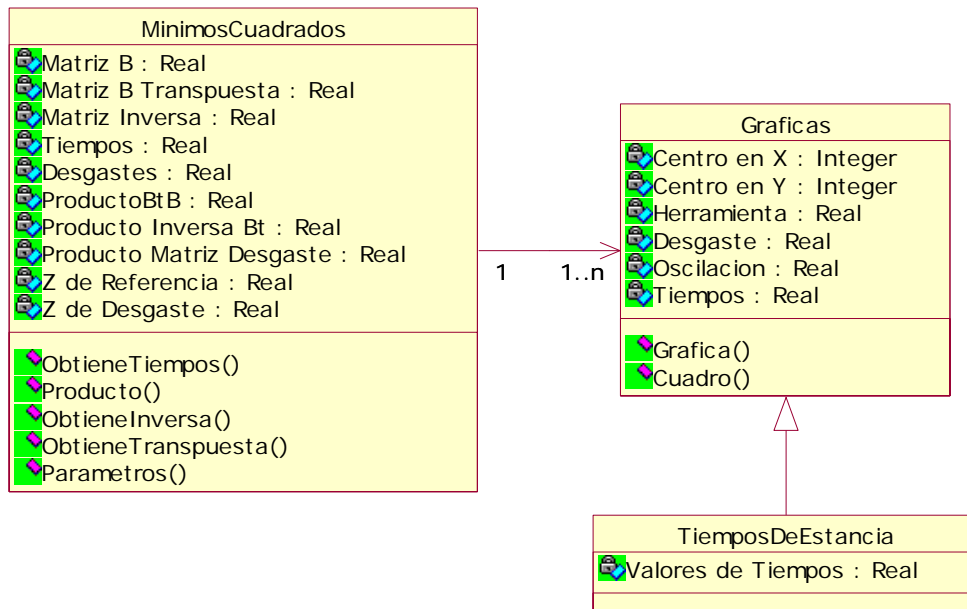 MinimosCuadrados
Matriz B : Real
Matriz B Transpuesta : Real
Matriz Inversa : Real
Tiempos : Real
Desgastes : Real
ProductoBtB : Real
Producto Inversa Bt : Real
Producto Matriz Desgaste : Real
Z de Referencia : Real
Z de Desgaste : Real
ObtieneTiempos()
Producto()
ObtieneInversa()
ObtieneTranspuesta()
Parametros()
1
1..n
Graficas
Centro en X : Integer
Centro en Y : Integer
Herramienta : Real
Desgaste : Real
Oscilacion : Real
Tiempos : Real
Grafica()
Cuadro()
TiemposDeEstancia
Valores de Tiempos : Real